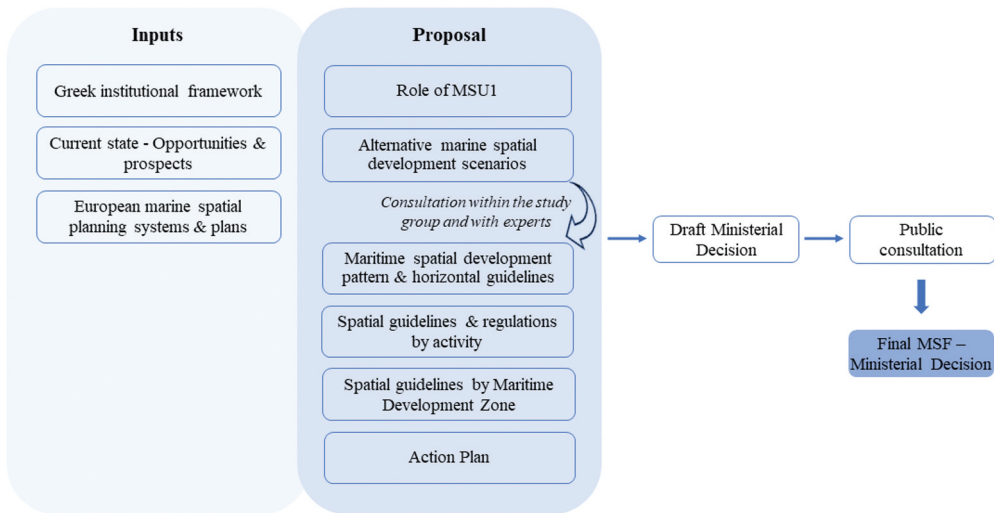 Inputs
Greek institutional framework
Current state - Opportunities &
prospects
European marine spatial
planning systems & plans
Proposal
Role of MSU1
Alternative marine spatial
development scenarios
Consultation within the study
group and with experts
Maritime spatial development
pattern & horizontal guidelines
Spatial guidelines & regulations
by activity
Spatial guidelines by Maritime
Development Zone
Action Plan
Draft Ministerial
Decision
Public
consultation
Final MSF –
Ministerial Decision